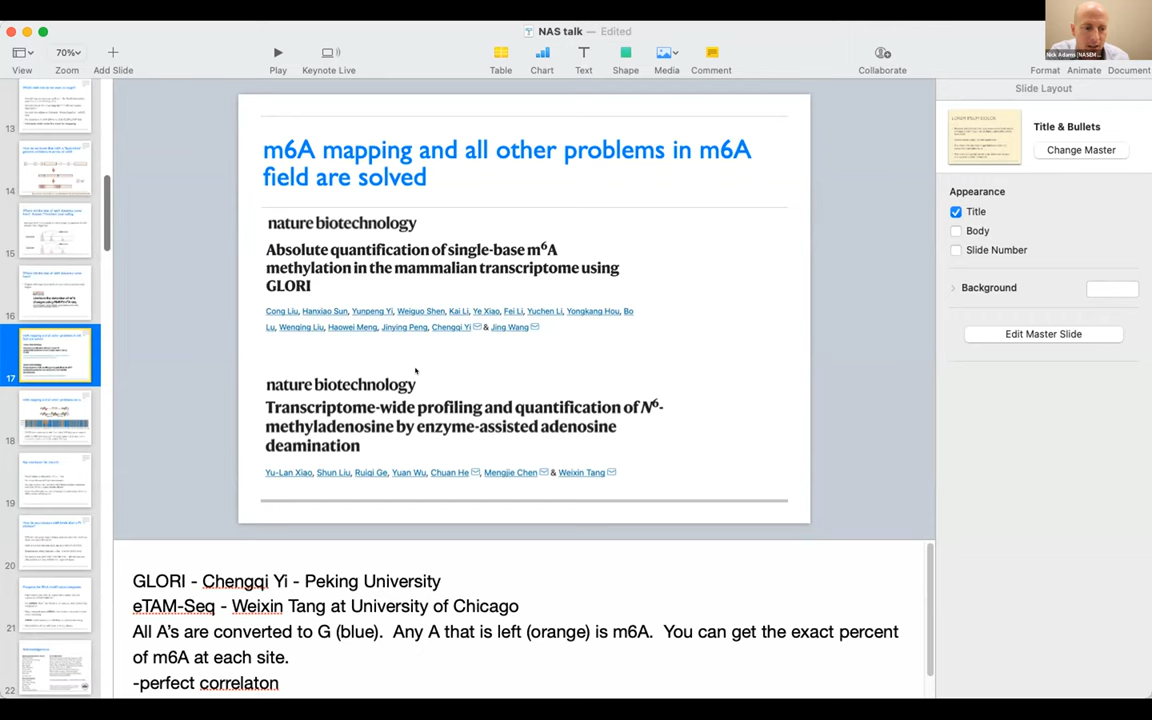 NAS talk — Edited
70%
View
Zoom
Add Slide
Play
Keynote Live
Table
Chart
Text
Shape
Media
Comment
Collaborate
Format
Animate
Document
Nick Adams (NASEM...
13
14
15
16
17
18
19
20
21
22
m6A mapping and all other problems in m6A
field are solved
nature biotechnology
Absolute quantification of single-base m⁶A
methylation in the mammalian transcriptome using
GLORI
Cong Liu, Hanxiao Sun, Yunpeng Yi, Weiguo Shen, Kai Li, Ye Xiao, Fei Li, Yuchen Li, Yongkang Hou, Bo
Lu, Wenqing Liu, Haowei Meng, Jinying Peng, Chengqi Yi & Jing Wang
nature biotechnology
Transcriptome-wide profiling and quantification of N⁶-
methyladenosine by enzyme-assisted adenosine
deamination
Yu-Lan Xiao, Shun Liu, Ruiqi Ge, Yuan Wu, Chuan He, Mengjie Chen & Weixin Tang
GLORI - Chengqi Yi - Peking University
eTAM-Seq - Weixin Tang at University of Chicago
All A's are converted to G (blue).  Any A that is left (orange) is m6A.  You can get the exact percent
of m6A at each site.
-perfect correlaton
Slide Layout
Title & Bullets
Change Master
Appearance
Title
Body
Slide Number
Background
Edit Master Slide